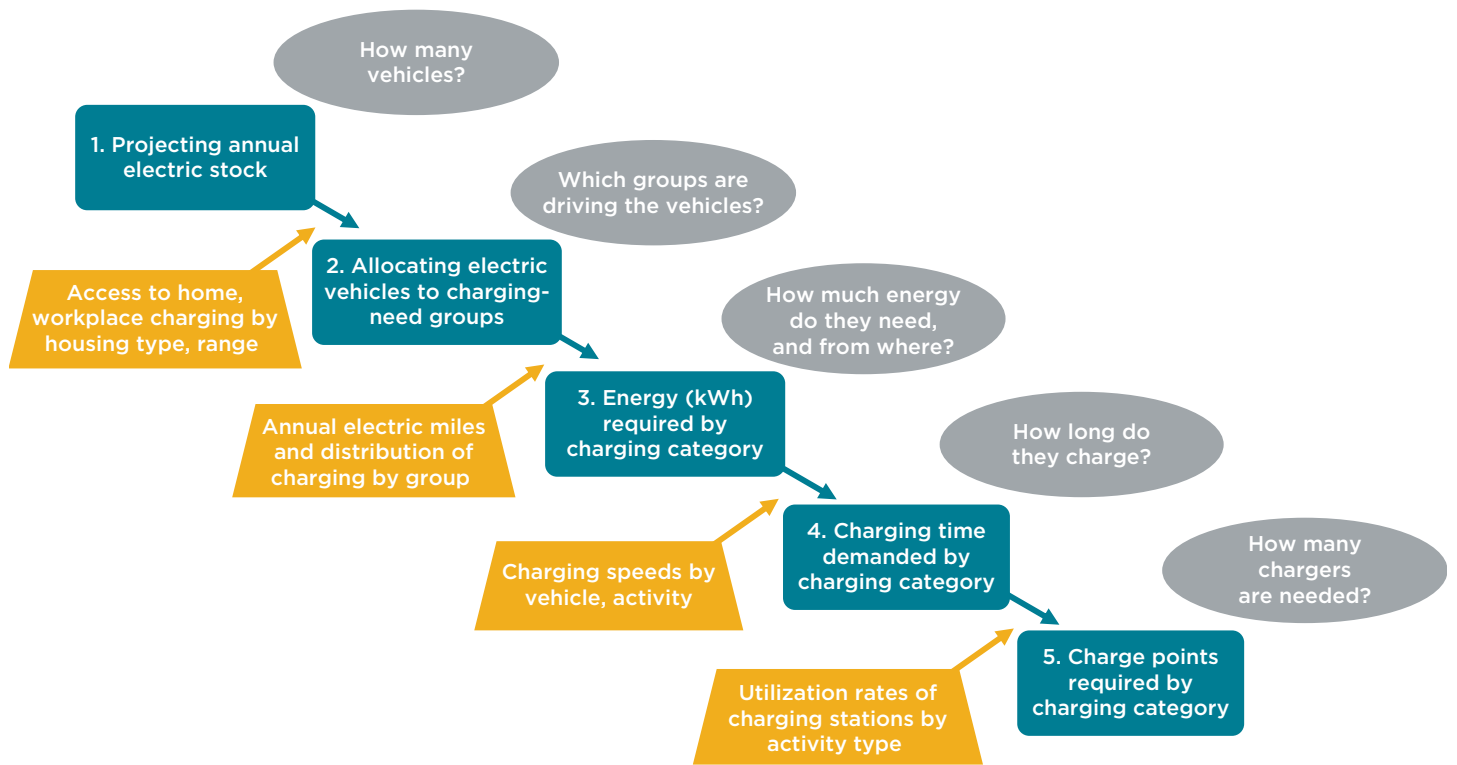 How many
vehicles?
1. Projecting annual
electric stock
Which groups are
driving the vehicles?
2. Allocating electric
vehicles to charging-
need groups
Access to home,
workplace charging by
housing type, range
How much energy
do they need,
and from where?
3. Energy (kWh)
required by
charging category
Annual electric miles
and distribution of
charging by group
How long do
they charge?
4. Charging time
demanded by
charging category
Charging speeds by
vehicle, activity
How many
chargers
are needed?
5. Charge points
required by
charging category
Utilization rates of
charging stations by
activity type